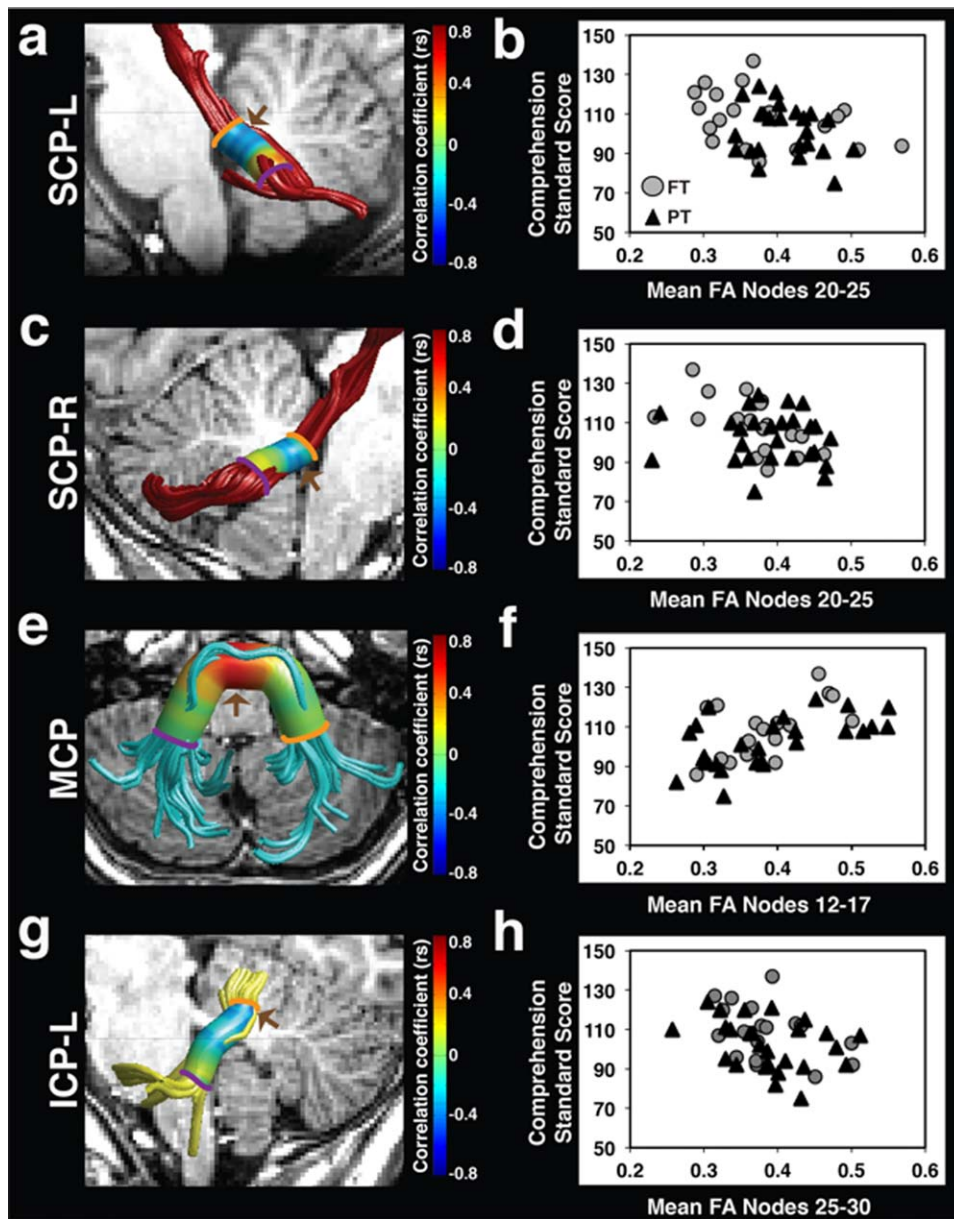 a
SCP-L
Correlation coefficient (rs)
0.8
0.4
0
-0.4
-0.8
b
Comprehension
Standard Score
150
130
110
90
70
50
FT
PT
0.2 0.3 0.4 0.5 0.6
Mean FA Nodes 20-25
c
SCP-R
Correlation coefficient (rs)
0.8
0.4
0
-0.4
-0.8
d
Comprehension
Standard Score
150
130
110
90
70
50
0.2 0.3 0.4 0.5 0.6
Mean FA Nodes 20-25
e
MCP
Correlation coefficient (rs)
0.8
0.4
0
-0.4
-0.8
f
Comprehension
Standard Score
150
130
110
90
70
50
0.2 0.3 0.4 0.5 0.6
Mean FA Nodes 12-17
g
ICP-L
Correlation coefficient (rs)
0.8
0.4
0
-0.4
-0.8
h
Comprehension
Standard Score
150
130
110
90
70
50
0.2 0.3 0.4 0.5 0.6
Mean FA Nodes 25-30